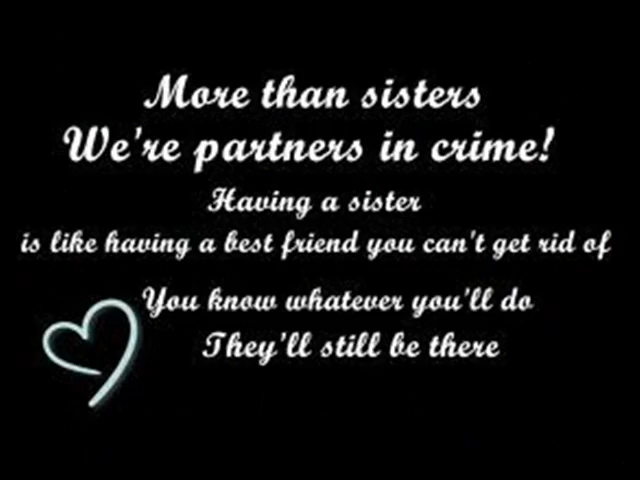 More than sisters
We're partners in crime!
Having a sister
is like having a best friend you can't get rid of
You know whatever you'll do
They'll still be there